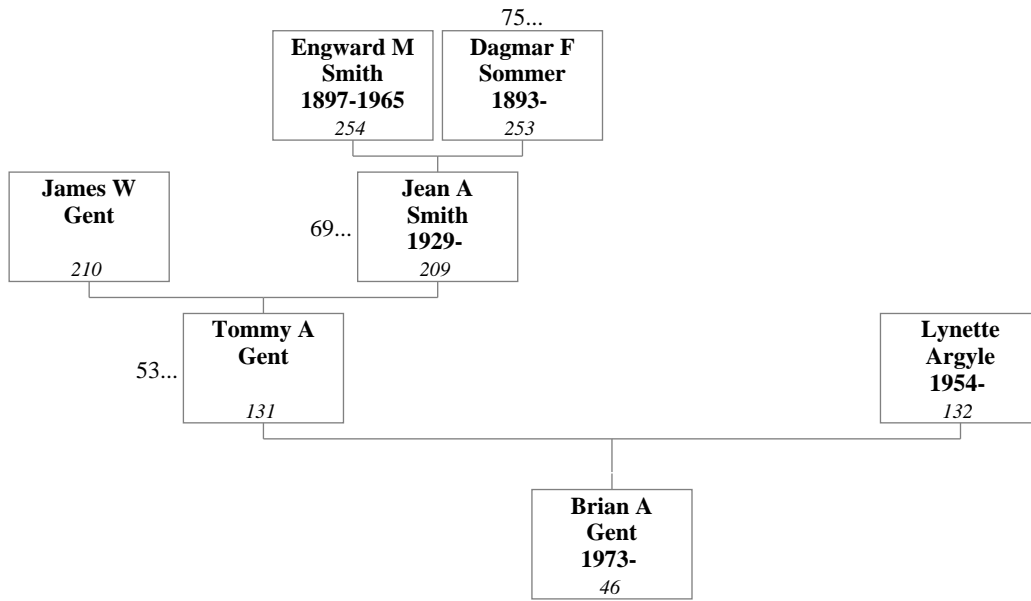 75...
Engward M
Smith
1897-1965
254
Dagmar F
Sommer
1893-
253
James W
Gent
210
69...
Jean A
Smith
1929-
209
53...
Tommy A
Gent
131
Lynette
Argyle
1954-
132
Brian A
Gent
1973-
46